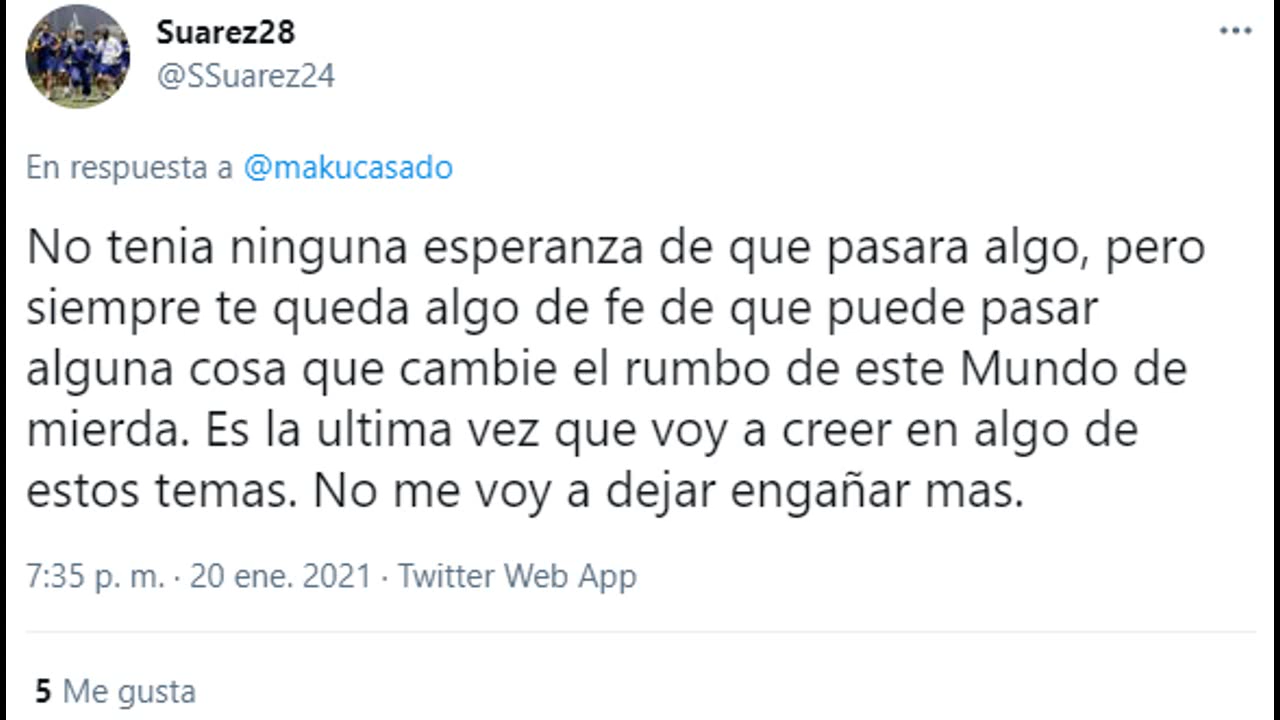 Suarez28
@SSuarez24
En respuesta a @makucasado
No tenia ninguna esperanza de que pasara algo, pero
siempre te queda algo de fe de que puede pasar
alguna cosa que cambie el rumbo de este Mundo de
mierda. Es la ultima vez que voy a creer en algo de
estos temas. No me voy a dejar engañar mas.
7:35 p. m. · 20 ene. 2021 · Twitter Web App
5 Me gusta